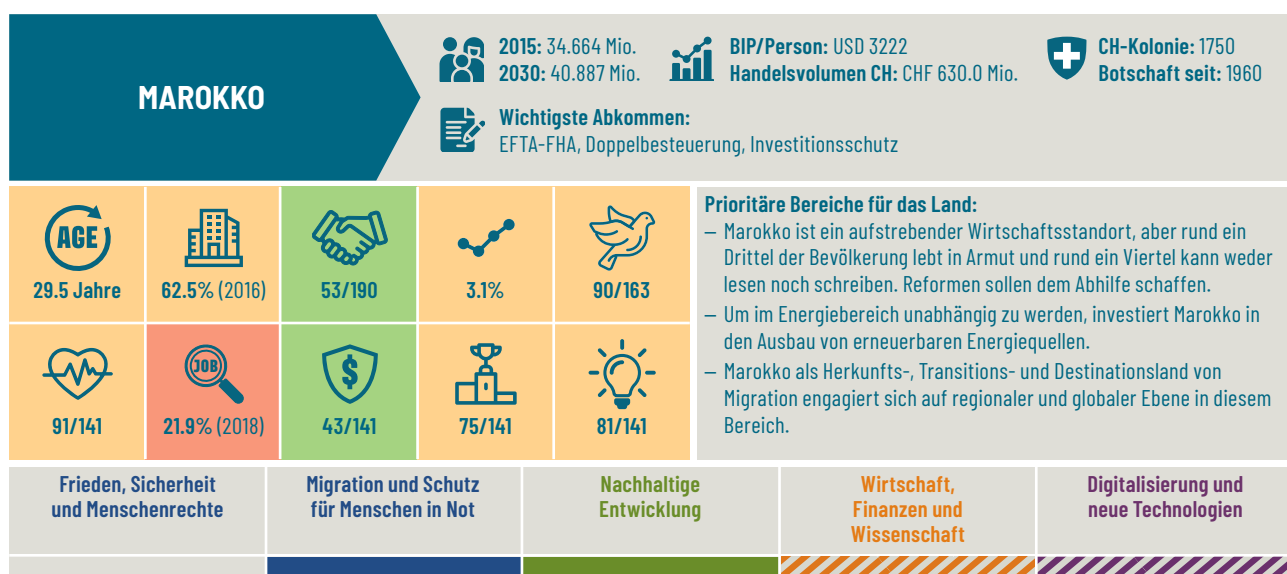 MAROKKO
2015: 34.664 Mio.
2030: 40.887 Mio.
BIP/Person: USD 3222
Handelsvolumen CH: CHF 630.0 Mio.
CH-Kolonie: 1750
Botschaft seit: 1960
Wichtigste Abkommen:
EFTA-FHA, Doppelbesteuerung, Investitionsschutz
AGE
29.5 Jahre
62.5% (2016)
53/190
3.1%
90/163
91/141
JOB
21.9% (2018)
$
43/141
75/141
81/141
Prioritäre Bereiche für das Land:
– Marokko ist ein aufstrebender Wirtschaftsstandort, aber rund ein
Drittel der Bevölkerung lebt in Armut und rund ein Viertel kann weder
lesen noch schreiben. Reformen sollen dem Abhilfe schaffen.
– Um im Energiebereich unabhängig zu werden, investiert Marokko in
den Ausbau von erneuerbaren Energiequellen.
– Marokko als Herkunfts-, Transitions- und Destinationsland von
Migration engagiert sich auf regionaler und globaler Ebene in diesem
Bereich.
Frieden, Sicherheit
und Menschenrechte
Migration und Schutz
für Menschen in Not
Nachhaltige
Entwicklung
Wirtschaft,
Finanzen und
Wissenschaft
Digitalisierung und
neue Technologien